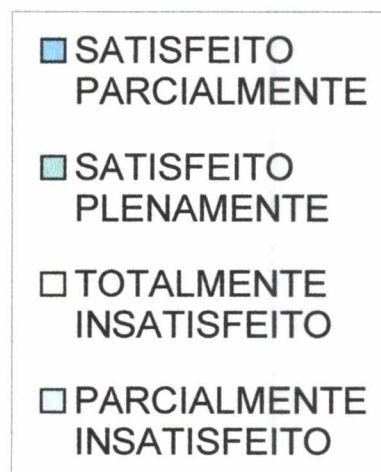 SATISFEITO
PARCIALMENTE
SATISFEITO
PLENAMENTE
TOTALMENTE
INSATISFEITO
PARCIALMENTE
INSATISFEITO